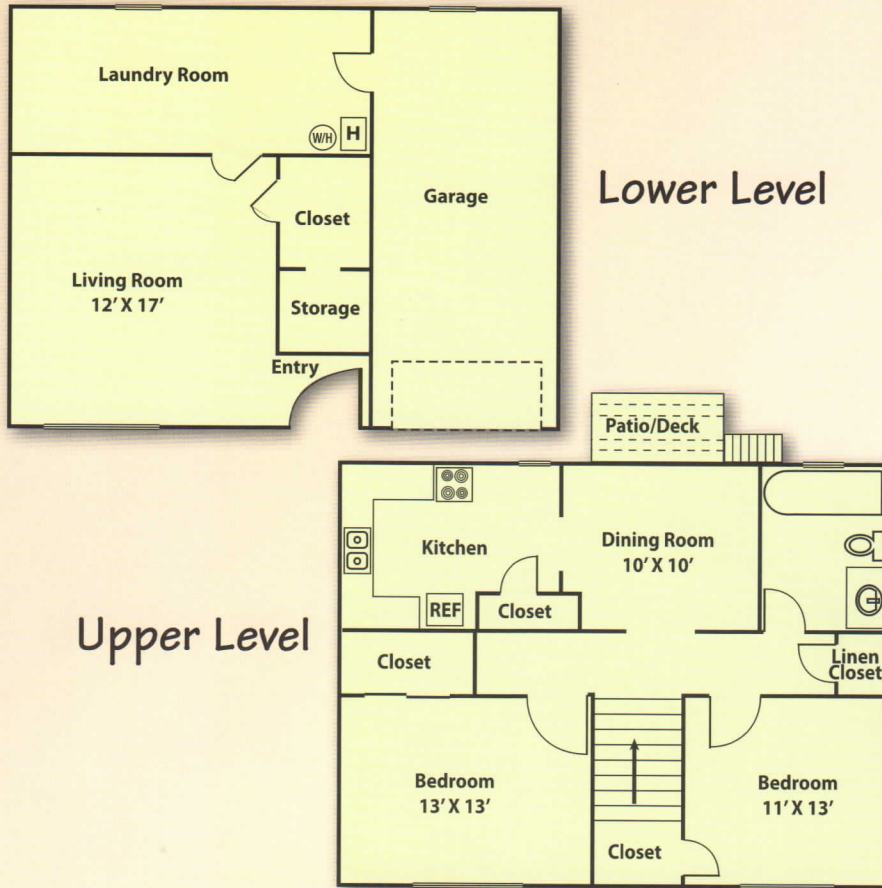 Laundry Room
W/H
H
Garage
Lower Level
Closet
Living Room
12' X 17'
Storage
Entry
Patio/Deck
Kitchen
Dining Room
10' X 10'
REF
Closet
Upper Level
Closet
Linen
Closet
Bedroom
13' X 13'
Bedroom
11' X 13'
Closet